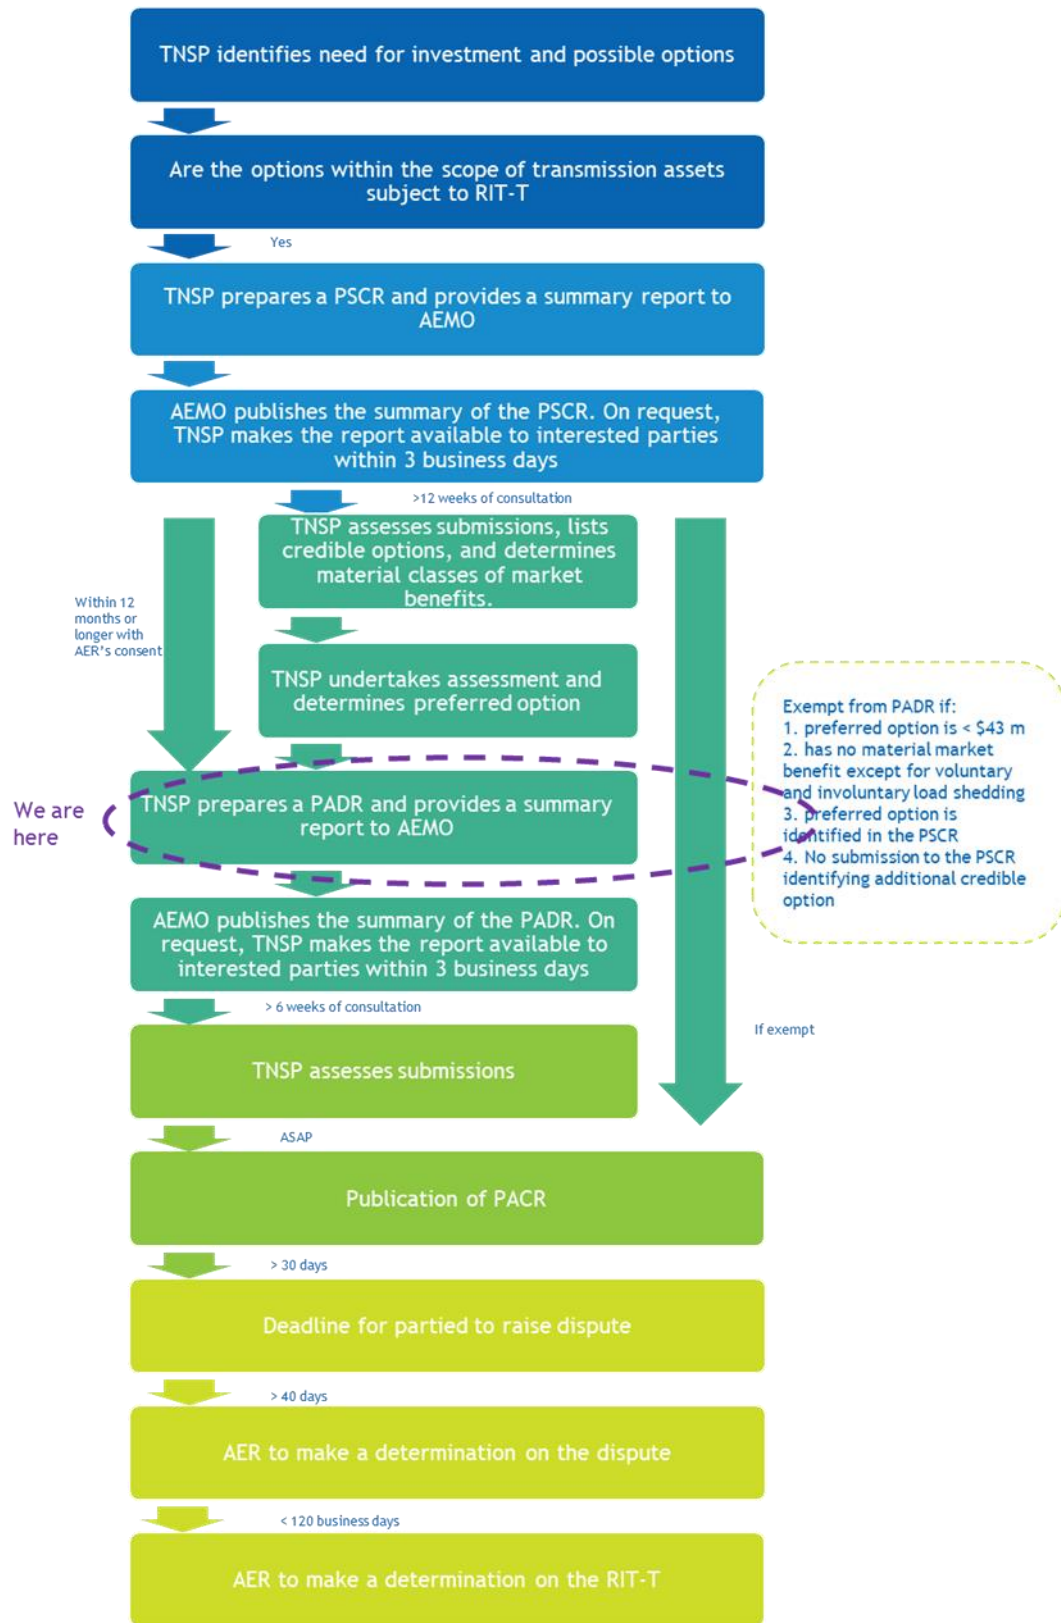 TNSP identifies need for investment and possible options
Are the options within the scope of transmission assets
subject to RIT-T
Yes
TNSP prepares a PSCR and provides a summary report to
AEMO
AEMO publishes the summary of the PSCR. On request,
TNSP makes the report available to interested parties
within 3 business days
>12 weeks of consultation
TNSP assesses submissions, lists
credible options, and determines
material classes of market
benefits.
Within 12
months or
longer with
AER's consent
TNSP undertakes assessment and
determines preferred option
Exempt from PADR if:
1. preferred option is < $43 m
2. has no material market
benefit except for voluntary
and involuntary load shedding
3. preferred option is
identified in the PSCR
4. No submission to the PSCR
identifying additional credible
option
We are
here
TNSP prepares a PADR and provides a summary
report to AEMO
AEMO publishes the summary of the PADR. On
request, TNSP makes the report available to
interested parties within 3 business days
> 6 weeks of consultation
If exempt
TNSP assesses submissions
ASAP
Publication of PACR
> 30 days
Deadline for partied to raise dispute
> 40 days
AER to make a determination on the dispute
< 120 business days
AER to make a determination on the RIT-T